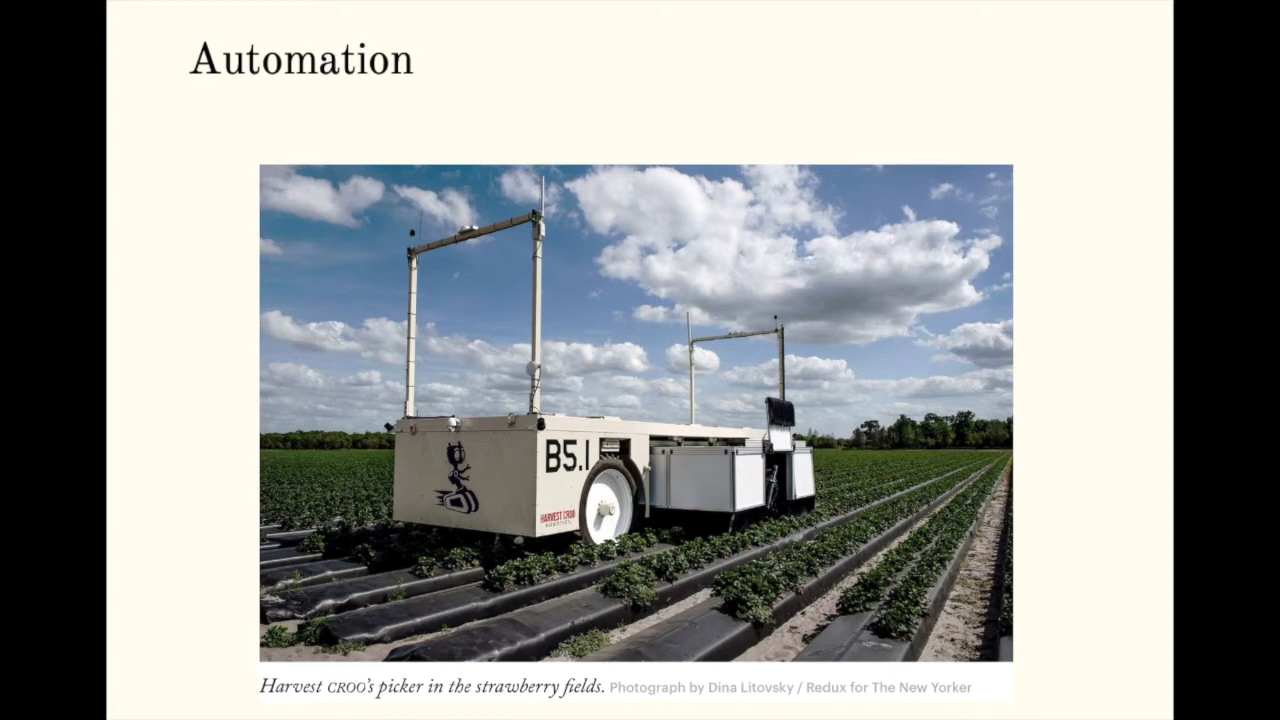 Automation
B5.1
HARVEST CROO
ROBOTICS
Harvest CROO's picker in the strawberry fields. Photograph by Dina Litovsky / Redux for The New Yorker